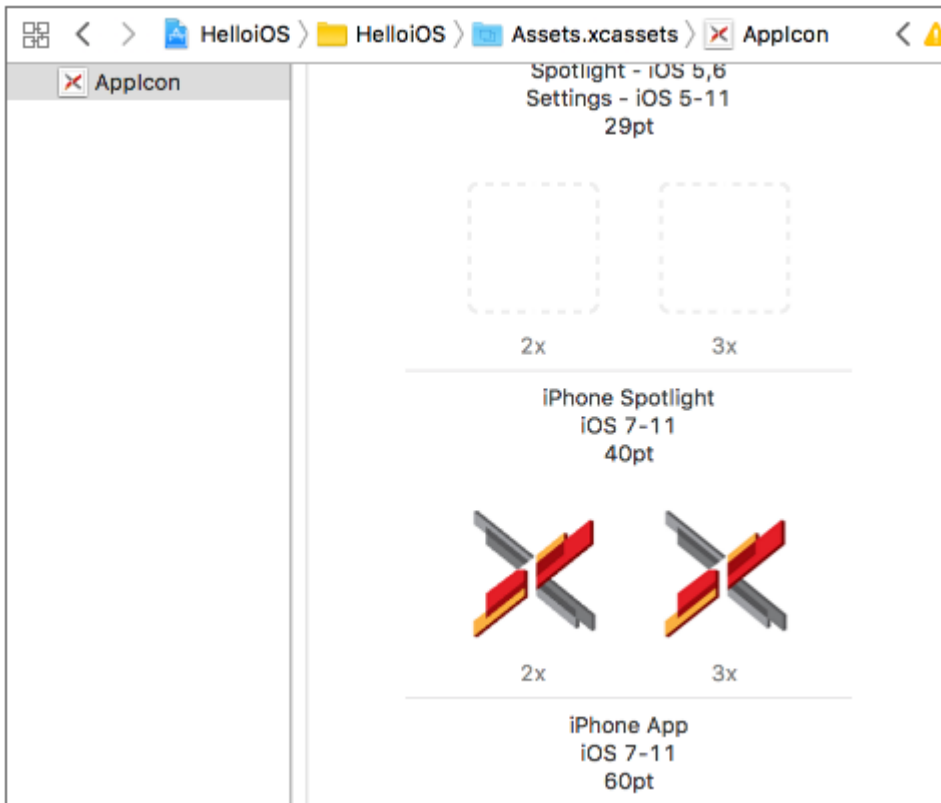 HelloiOS HelloiOS Assets.xcassets AppIcon
AppIcon
Spotlight - iOS 5,6
Settings - iOS 5-11
29pt
2x 3x
iPhone Spotlight
iOS 7-11
40pt
2x 3x
iPhone App
iOS 7-11
60pt